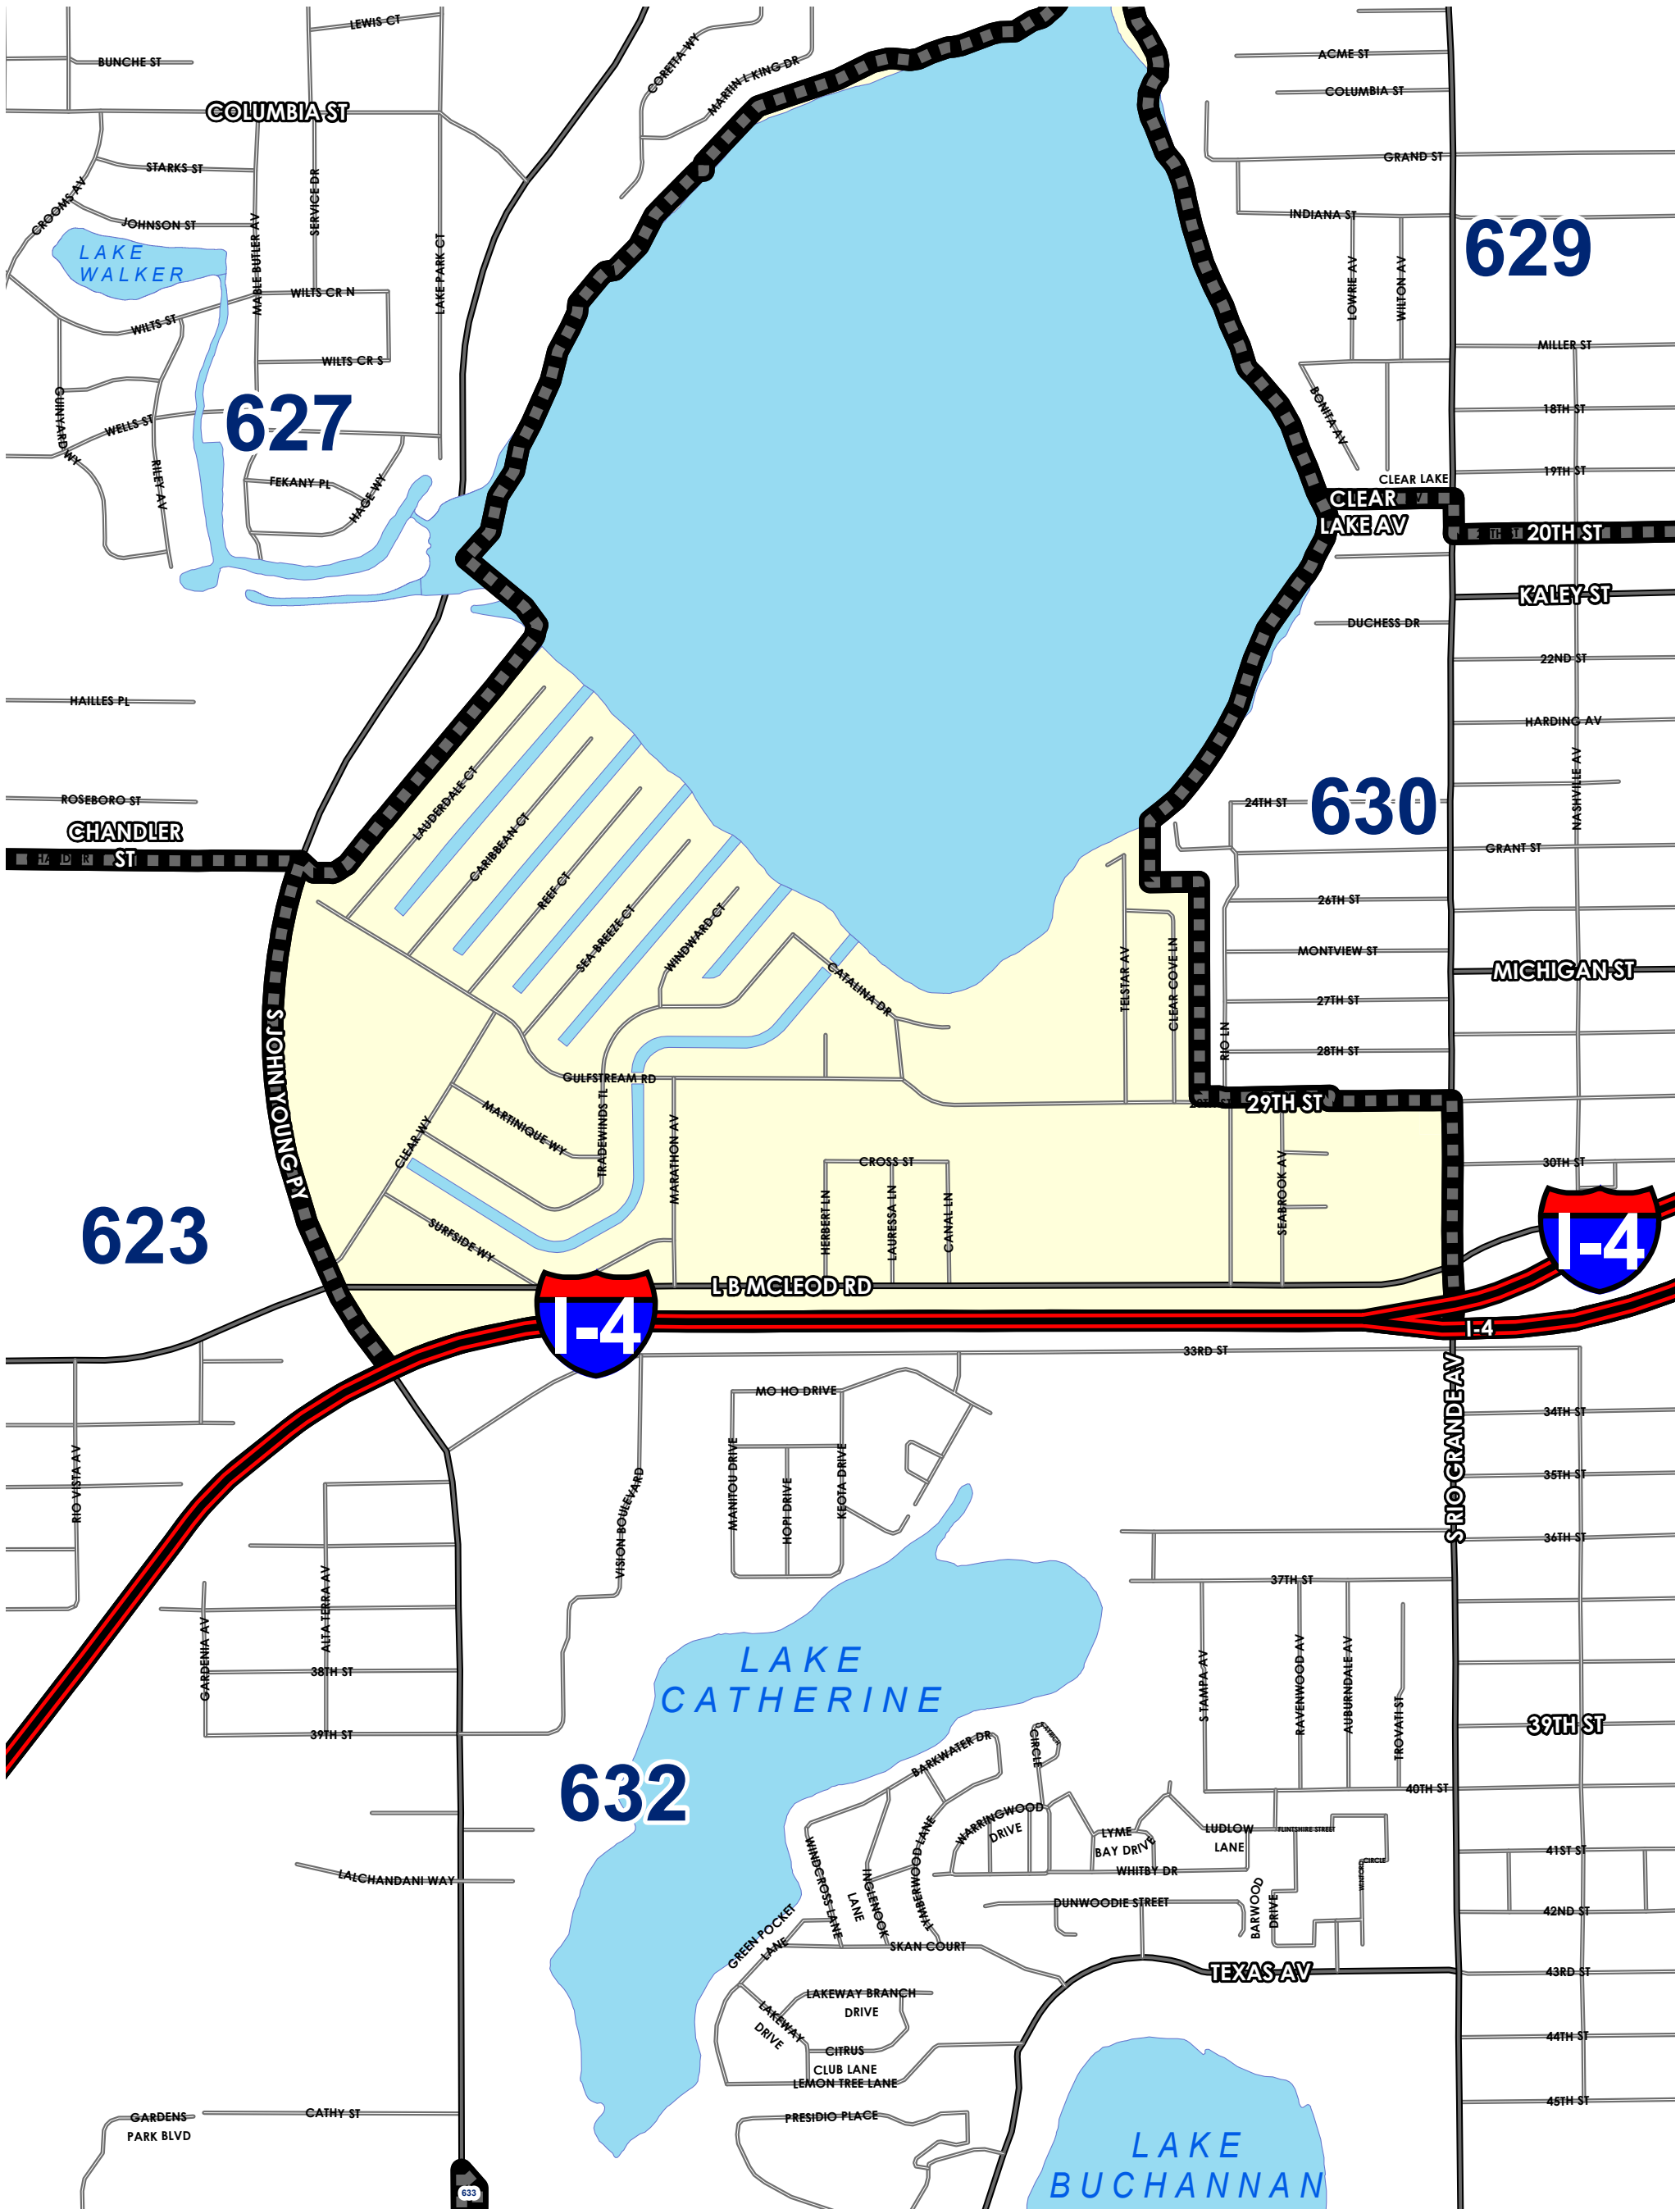 LEWIS CT
BUNCHE ST
COLUMBIA ST
STARKS ST
CROOMS AV
JOHNSON ST
SERVICE DR
MABLE BUTLER AV
LAKE PARK CT
LAKE
WALKER
WILTS CR N
WILTS ST
WILTS CR S
627
GUINYARD WY
WELLS ST
RILEY AV
FEKANY PL
HAGE WY
CORETTA WY
MARTIN L KING DR
ACME ST
COLUMBIA ST
GRAND ST
INDIANA ST
629
LOWRIE AV
WILTON AV
MILLER ST
BONITA AV
18TH ST
19TH ST
CLEAR LAKE
CLEAR
LAKE AV
20TH ST
KALEY ST
DUCHESS DR
22ND ST
HARDING AV
NASHVILLE AV
24TH ST
630
GRANT ST
26TH ST
MONTVIEW ST
MICHIGAN ST
27TH ST
28TH ST
RIO LN
29TH ST
30TH ST
HAILLES PL
ROSEBORO ST
CHANDLER
ST
LAUDERDALE CT
CARIBBEAN CT
REEF CT
SEA BREEZE CT
WINDWARD CT
CATALINA DR
TELSTAR AV
CLEAR COVE LN
S JOHN YOUNG PY
GULFSTREAM RD
MARTINIQUE WY
TRADEWINDS TL
CLEAR WY
MARATHON AV
SURFSIDE WY
CROSS ST
HERBERT LN
LAURESSA LN
CANAL LN
SEABROOK AV
623
L B MCLEOD RD
I-4
I-4
I-4
33RD ST
S RIO GRANDE AV
MO HO DRIVE
MANITOU DRIVE
HOPI DRIVE
KEOTA DRIVE
VISION BOULEVARD
RIO VISTA AV
ALTA TERRA AV
GARDENIA AV
38TH ST
39TH ST
34TH ST
35TH ST
36TH ST
37TH ST
S TAMPA AV
RAVENWOOD AV
AUBURNDALE AV
TROVATI ST
39TH ST
40TH ST
LAKE
CATHERINE
632
LALCHANDANI WAY
BARKWATER DR
CIRCLE
WARRINGWOOD
DRIVE
LYME
BAY DRIVE
LUDLOW
LANE
FLINTSHIRE STREET
WHITBY DR
CIRCLE
WINDCROSS LANE
INGLENOOK
LANE
TIMBERWOOD LANE
DUNWOODIE STREET
BARWOOD
DRIVE
41ST ST
42ND ST
GREEN POCKET
LANE
SKAN COURT
TEXAS AV
43RD ST
LAKEWAY BRANCH
DRIVE
LAKEWAY
DRIVE
CITRUS
CLUB LANE
LEMON TREE LANE
44TH ST
45TH ST
PRESIDIO PLACE
GARDENS
PARK BLVD
CATHY ST
LAKE
BUCHANNAN
633